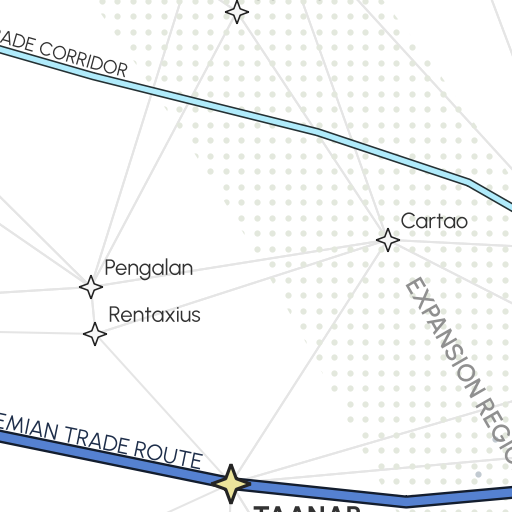 ADE CORRIDOR
Cartao
Pengalan
EXPANSION REGIO
Rentaxius
EMIAN TRADE ROUTE
TAANAB